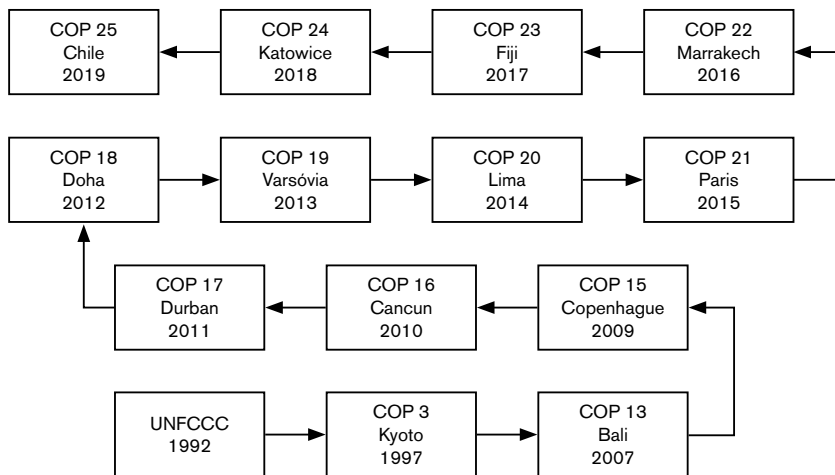 COP 25
Chile
2019
COP 24
Katowice
2018
COP 23
Fiji
2017
COP 22
Marrakech
2016
COP 18
Doha
2012
COP 19
Varsóvia
2013
COP 20
Lima
2014
COP 21
Paris
2015
COP 17
Durban
2011
COP 16
Cancun
2010
COP 15
Copenhague
2009
UNFCCC
1992
COP 3
Kyoto
1997
COP 13
Bali
2007